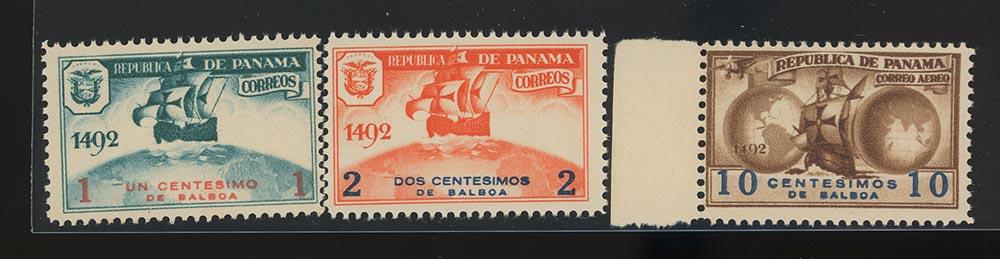 REPUBLICA DE PANAMA
CORREOS
1492
1 UN CENTESIMO 1
DE BALBOA
REPUBLICA DE PANAMA
CORREOS
1492
2 DOS CENTESIMOS 2
DE BALBOA
REPUBLICA DE PANAMA
CORREO AEREO
1492
10 CENTESIMOS 10
DE BALBOA